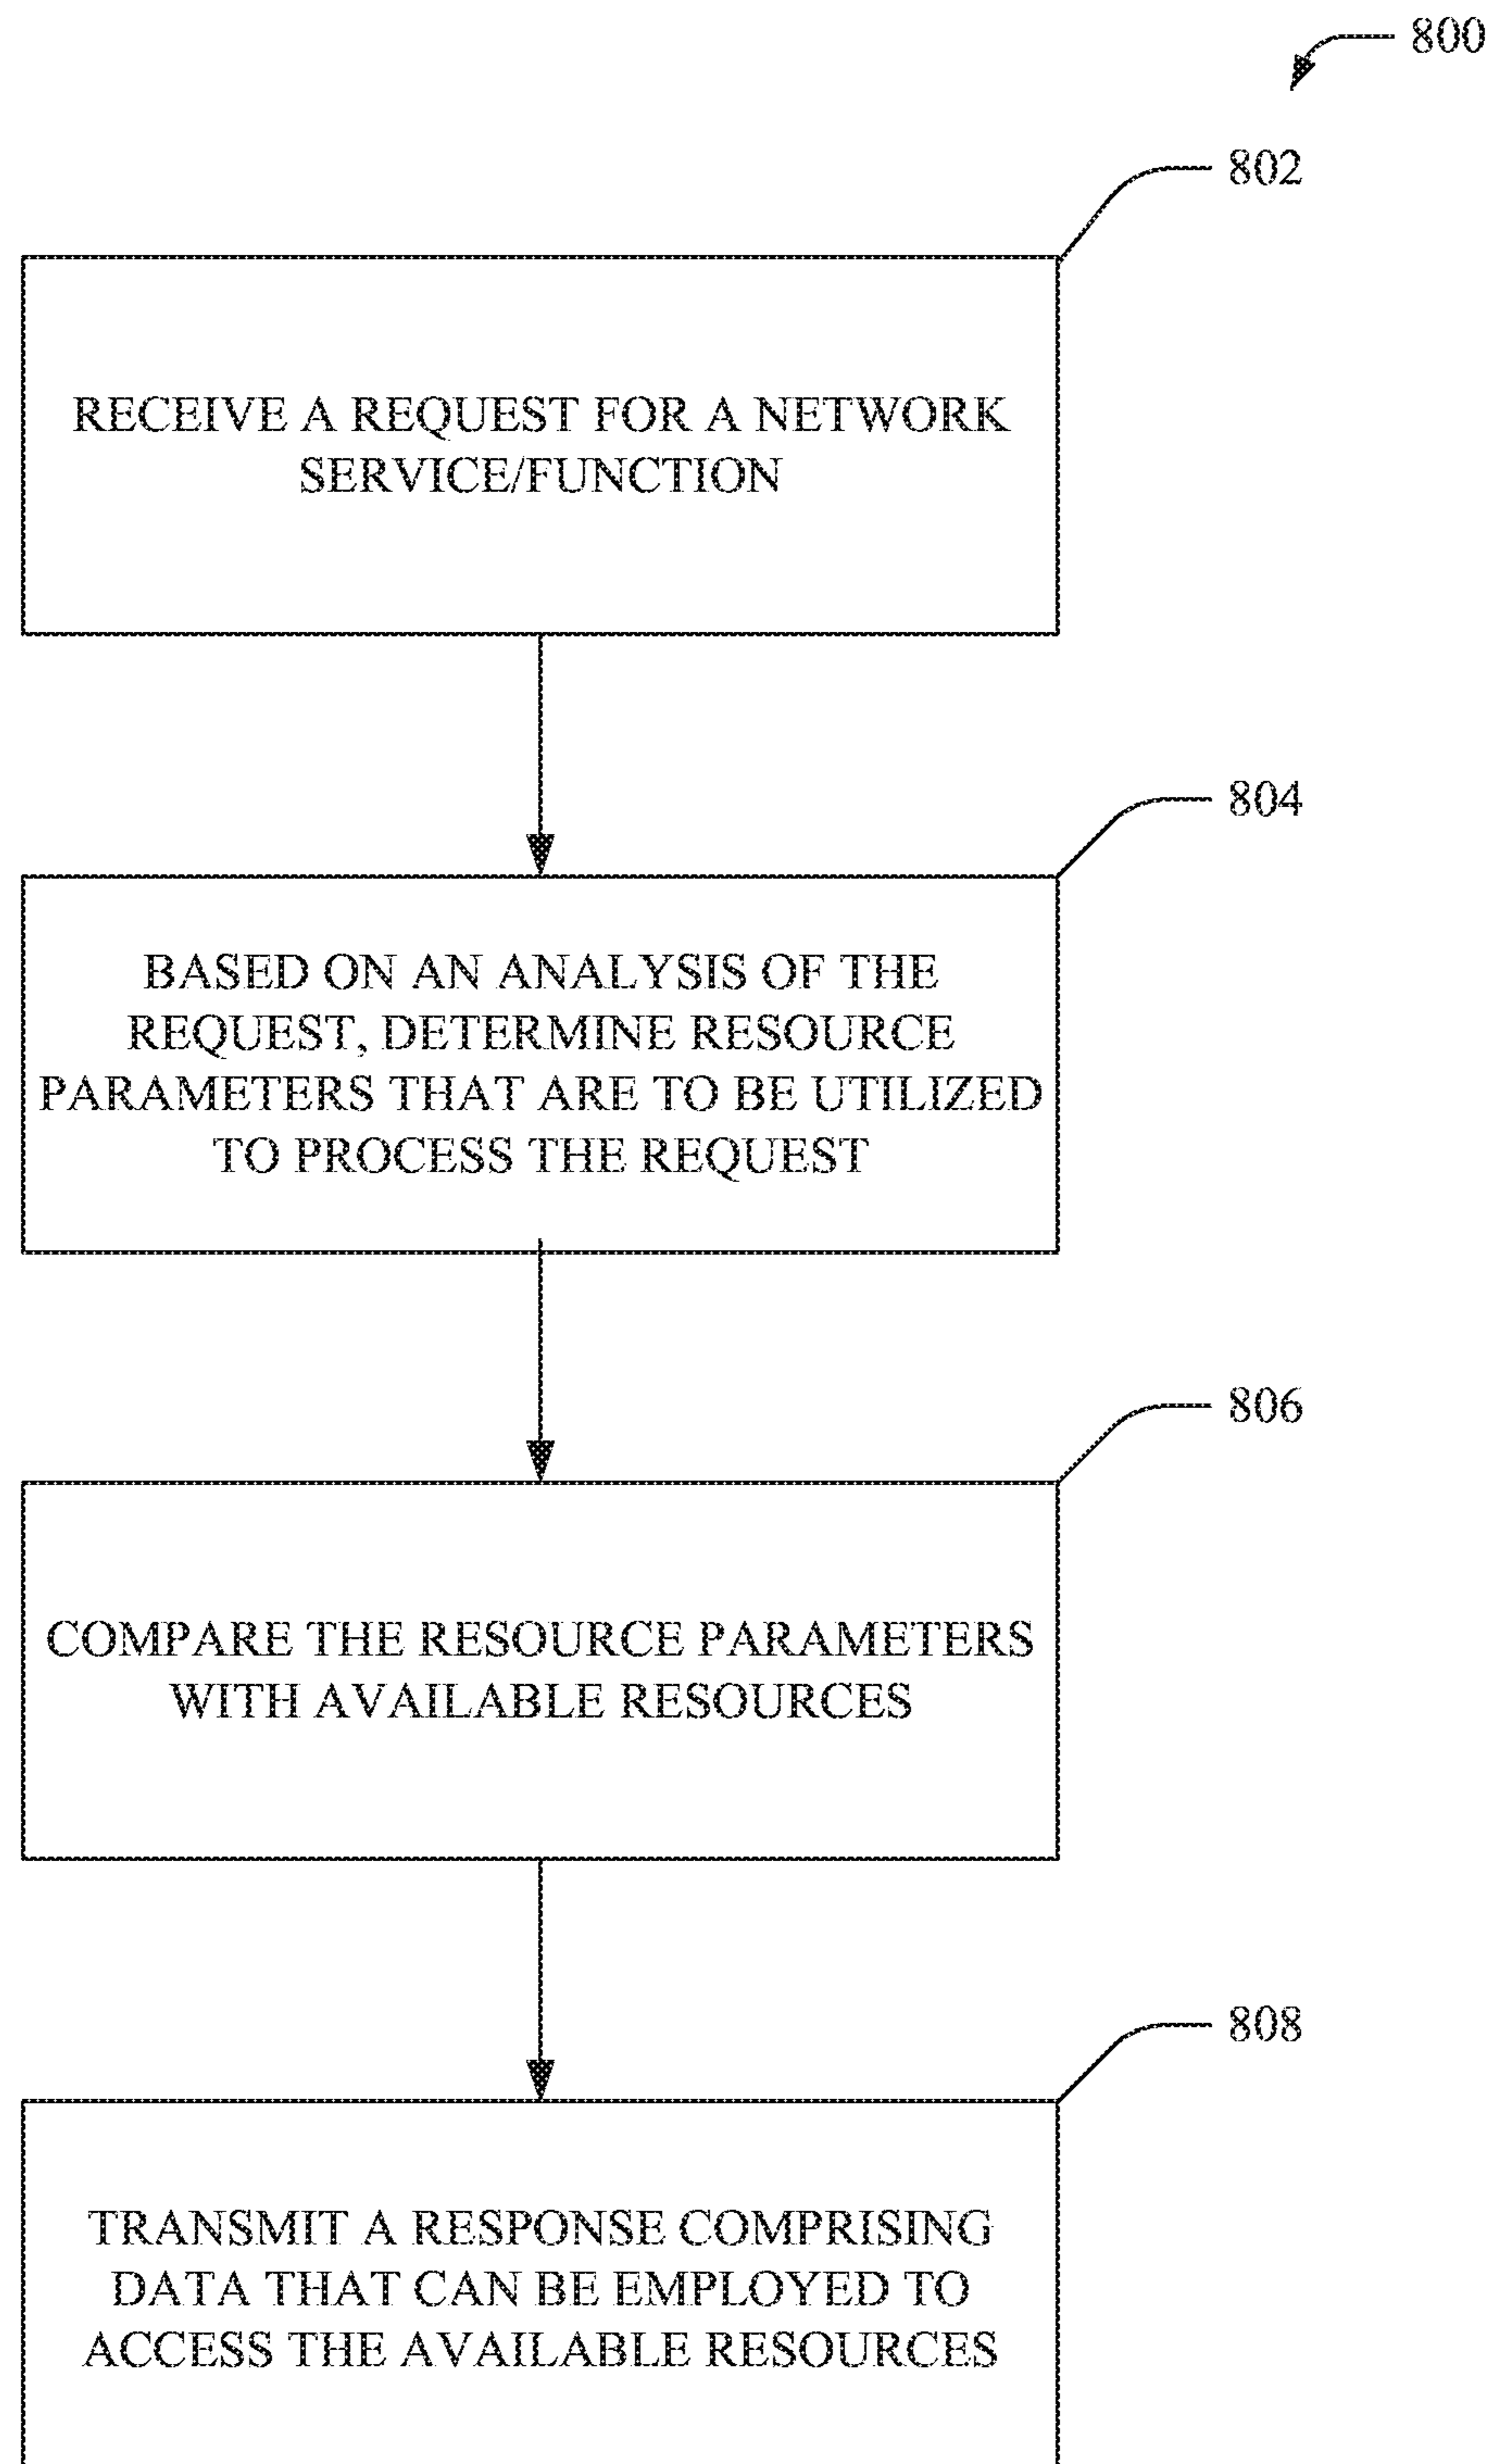 800
802
RECEIVE A REQUEST FOR A NETWORK
SERVICE/FUNCTION
804
BASED ON AN ANALYSIS OF THE
REQUEST, DETERMINE RESOURCE
PARAMETERS THAT ARE TO BE UTILIZED
TO PROCESS THE REQUEST
806
COMPARE THE RESOURCE PARAMETERS
WITH AVAILABLE RESOURCES
808
TRANSMIT A RESPONSE COMPRISING
DATA THAT CAN BE EMPLOYED TO
ACCESS THE AVAILABLE RESOURCES